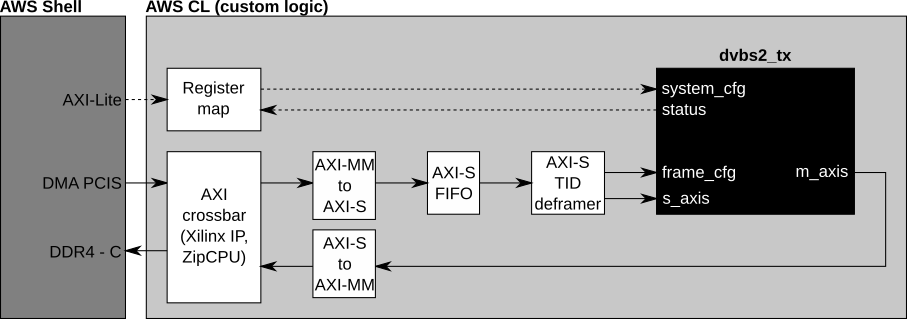 AWS Shell
AWS CL (custom logic)
dvbs2_tx
AXI-Lite
Register
map
system_cfg
status
DMA PCIS
AXI
crossbar
(Xilinx IP,
ZipCPU)
AXI-MM
to
AXI-S
AXI-S
FIFO
AXI-S
TID
deframer
frame_cfg
s_axis
m_axis
DDR4 - C
AXI-S
to
AXI-MM